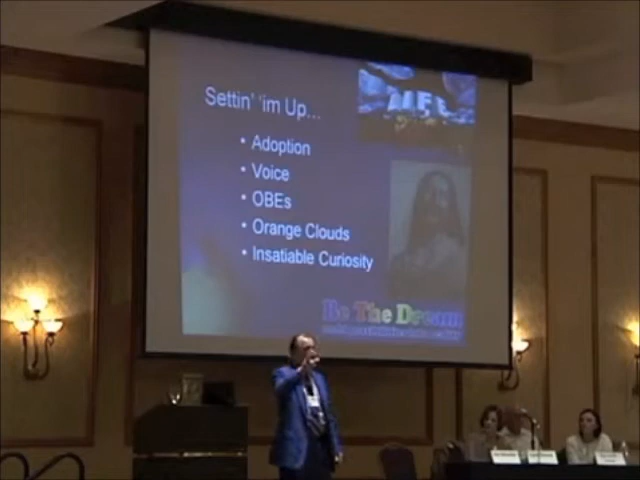 Settin' 'im Up...
• Adoption
• Voice
• OBEs
• Orange Clouds
• Insatiable Curiosity
Be The Dream